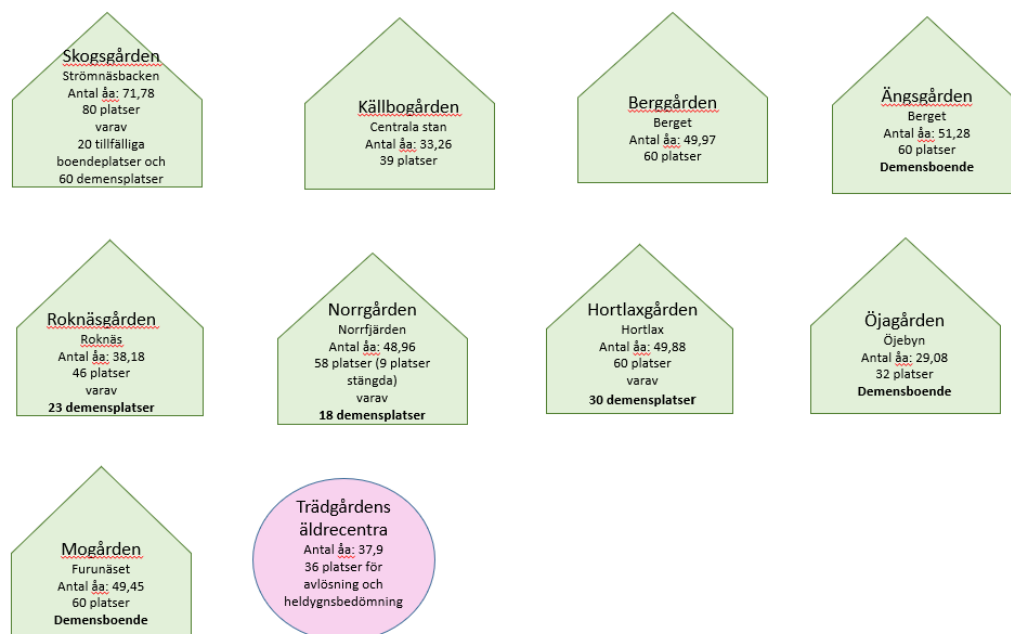 Skogsgården
Strömnäsbacken
Antal åa: 71,78
80 platser
varav
20 tillfälliga
boendeplatser och
60 demensplatser
Källbogården
Centrala stan
Antal åa: 33,26
39 platser
Berggården
Berget
Antal åa: 49,97
60 platser
Ängsgården
Berget
Antal åa: 51,28
60 platser
Demensboende
Roknäsgården
Roknäs
Antal åa: 38,18
46 platser
varav
23 demensplatser
Norrgården
Norrfjärden
Antal åa: 48,96
58 platser (9 platser
stängda)
varav
18 demensplatser
Hortlaxgården
Hortlax
Antal åa: 49,88
60 platser
varav
30 demensplatser
Öjagården
Öjebyn
Antal åa: 29,08
32 platser
Demensboende
Mogården
Furunäset
Antal åa: 49,45
60 platser
Demensboende
Trädgårdens
äldrecentra
Antal åa: 37,9
36 platser för
avlösning och
heldygnsbedömning